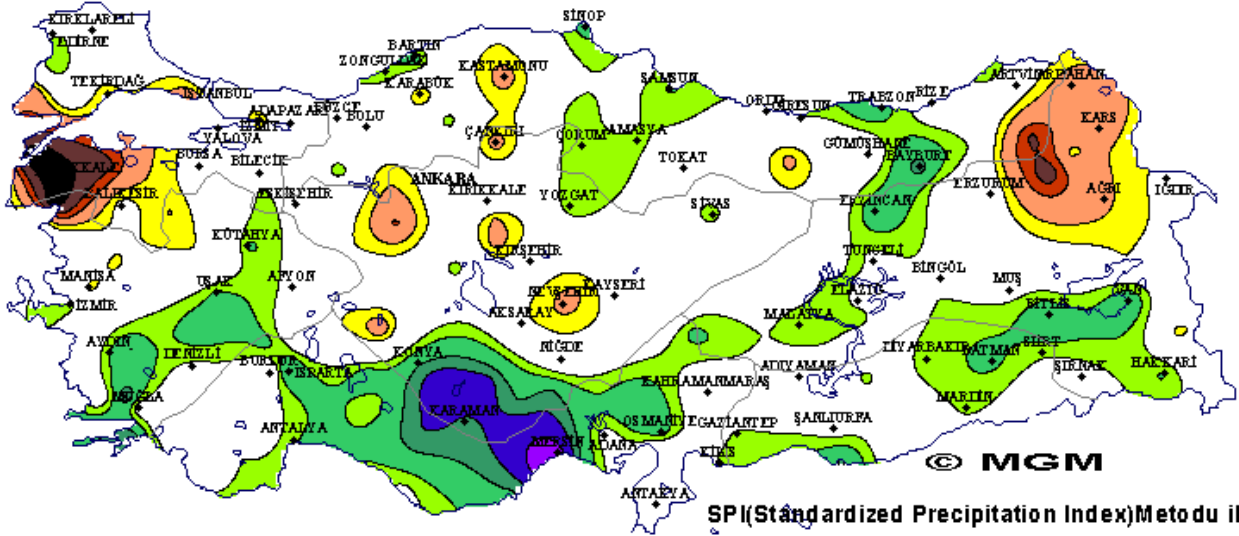 KIRKLARELİ
EDİRNE
TEKİRDAĞ
İSTANBUL
ADAPAZARI
DÜZCE
BOLU
ZONGULDAK
BARTIN
KARABÜK
KASTAMONU
SİNOP
SAMSUN
ORDU
GİRESUN
TRABZON
RİZE
ARTVİN
ARDAHAN
KARS
İZMİT
YALOVA
BURSA
BİLECİK
ESKİŞEHİR
ANKARA
ÇANKIRI
KIRIKKALE
ÇORUM
AMASYA
TOKAT
YOZGAT
SİVAS
GÜMÜŞHANE
BAYBURT
ERZİNCAN
ERZURUM
AĞRI
IĞDIR
KKALE
BALIKESİR
KÜTAHYA
MANİSA
İZMİR
UŞAK
AFYON
KIRŞEHİR
NEVŞEHİR
KAYSERİ
AKSARAY
NİĞDE
TUNCELİ
BİNGÖL
MUŞ
ELAZIĞ
MALATYA
BİTLİS
VAN
AYDIN
DENİZLİ
BURDUR
ISPARTA
KONYA
KARAMAN
MUĞLA
ANTALYA
MERSİN
ADANA
OSMANİYE
KAHRAMANMARAŞ
GAZİANTEP
KİLİS
ANTAKYA
ADIYAMAN
ŞANLIURFA
DİYARBAKIR
BATMAN
SİİRT
ŞIRNAK
HAKKARİ
MARDİN
© MGM
SPI(Standardized Precipitation Index)Metodu il